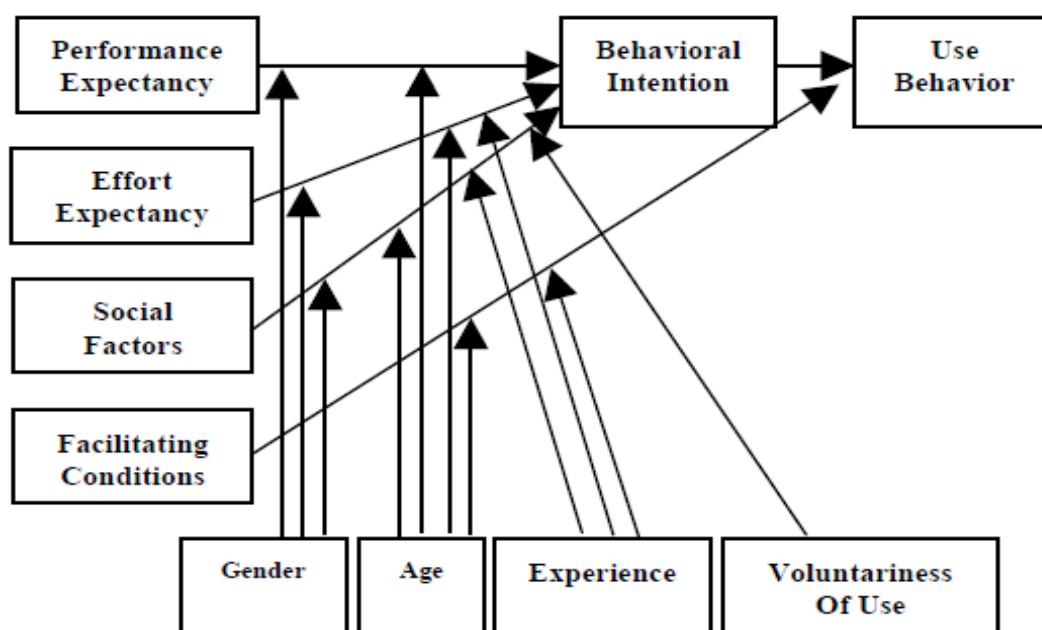 Performance
Expectancy
Behavioral
Intention
Use
Behavior
Effort
Expectancy
Social
Factors
Facilitating
Conditions
Gender
Age
Experience
Voluntariness
Of Use